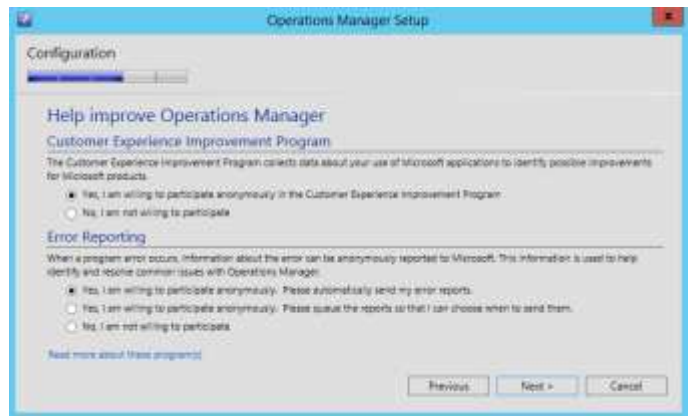 Operations Manager Setup
Configuration
Help improve Operations Manager
Customer Experience Improvement Program
The Customer Experience Improvement Program collects data about your use of Microsoft applications to identify possible improvements
for Microsoft products.
Yes, I am willing to participate anonymously in the Customer Experience Improvement Program
No, I am not willing to participate
Error Reporting
When a program error occurs, information about the error can be anonymously reported to Microsoft. This information is used to help
identify and resolve common issues with Operations Manager.
Yes, I am willing to participate anonymously. Please automatically send my error reports.
Yes, I am willing to participate anonymously. Please queue the reports so that I can choose when to send them.
No, I am not willing to participate
Read more about these program(s)
Previous
Next >
Cancel